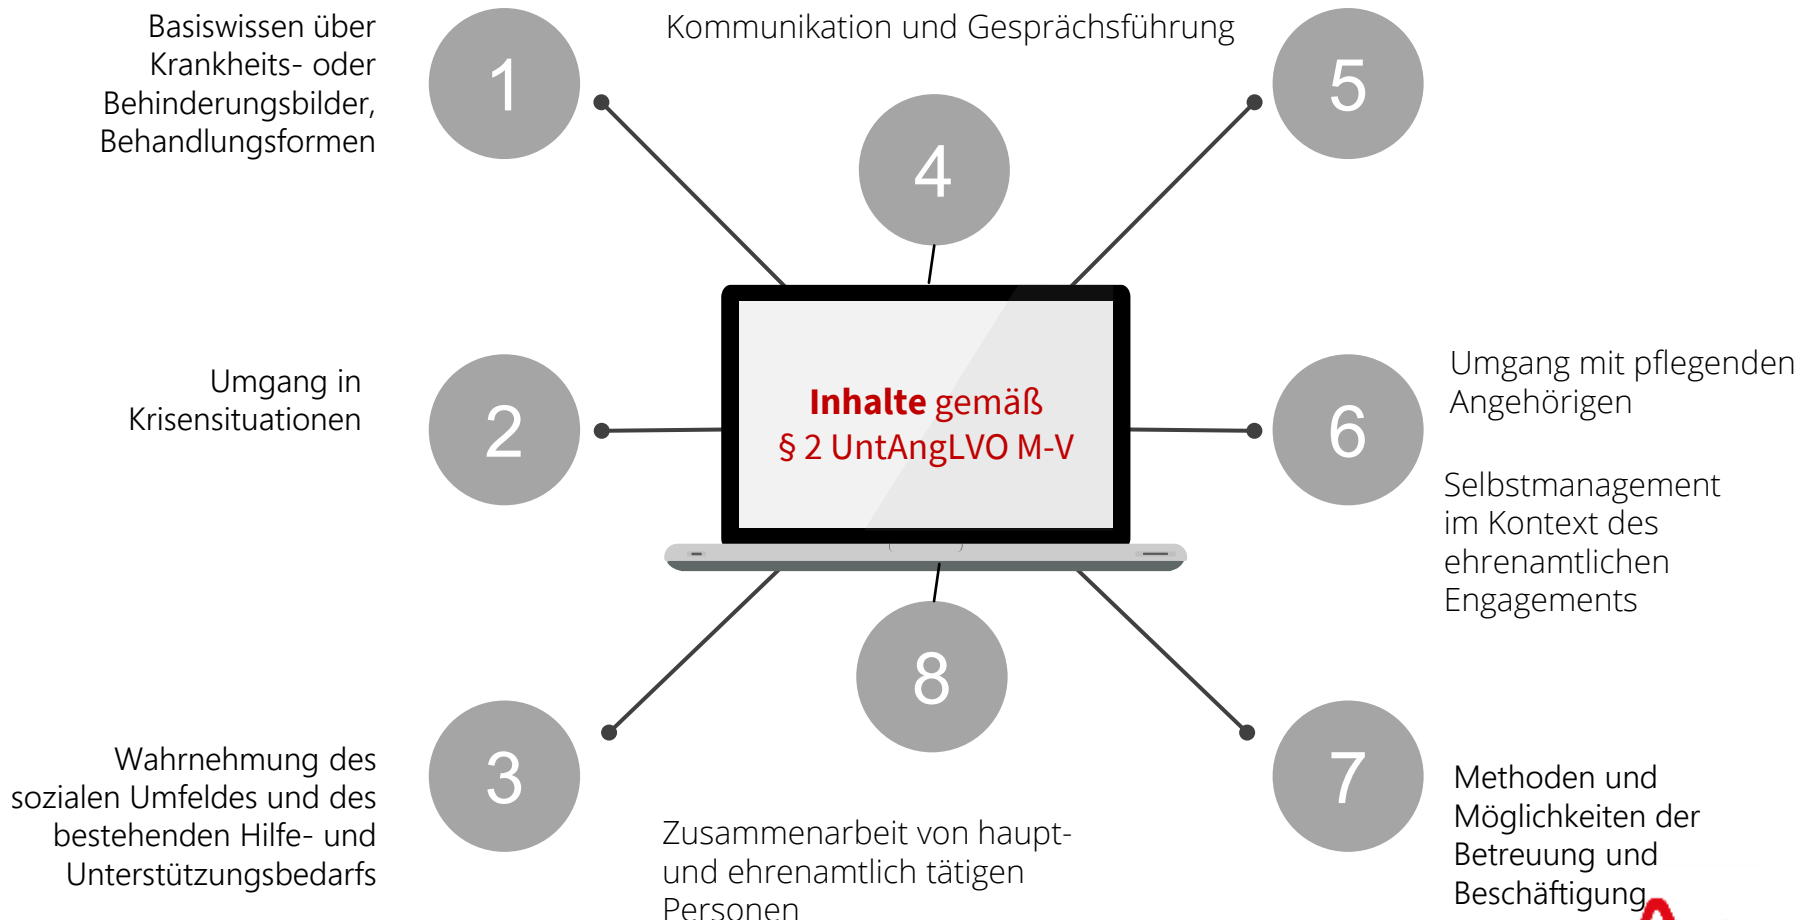 Basiswissen über
Krankheits- oder
Behinderungsbilder,
Behandlungsformen
1
Kommunikation und Gesprächsführung
4
5
Umgang in
Krisensituationen
2
Inhalte gemäß
§ 2 UntAngLVO M-V
6
Umgang mit pflegenden
Angehörigen
Selbstmanagement
im Kontext des
ehrenamtlichen
Engagements
Wahrnehmung des
sozialen Umfeldes und des
bestehenden Hilfe- und
Unterstützungsbedarfs
3
8
Zusammenarbeit von haupt-
und ehrenamtlich tätigen
Personen
7
Methoden und
Möglichkeiten der
Betreuung und
Beschäftigung